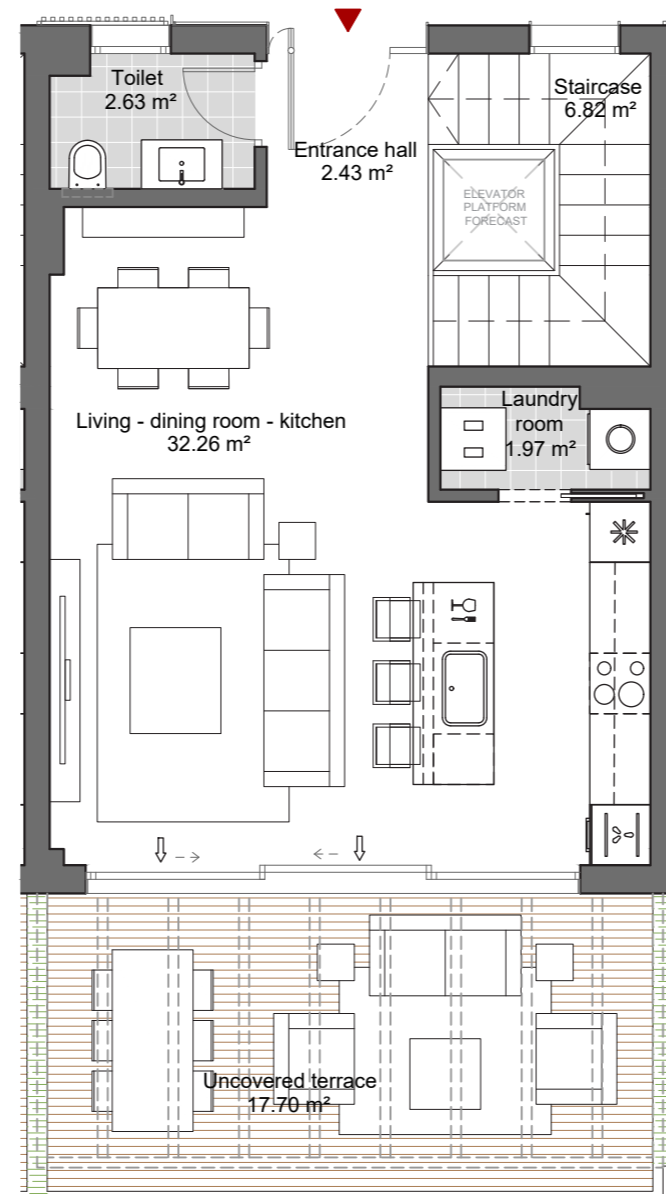 Toilet
2.63 m²
Staircase
6.82 m²
Entrance hall
2.43 m²
ELEVATOR
PLATFORM
FORECAST
Laundry
room
1.97 m²
Living - dining room - kitchen
32.26 m²
Uncovered terrace
17.70 m²